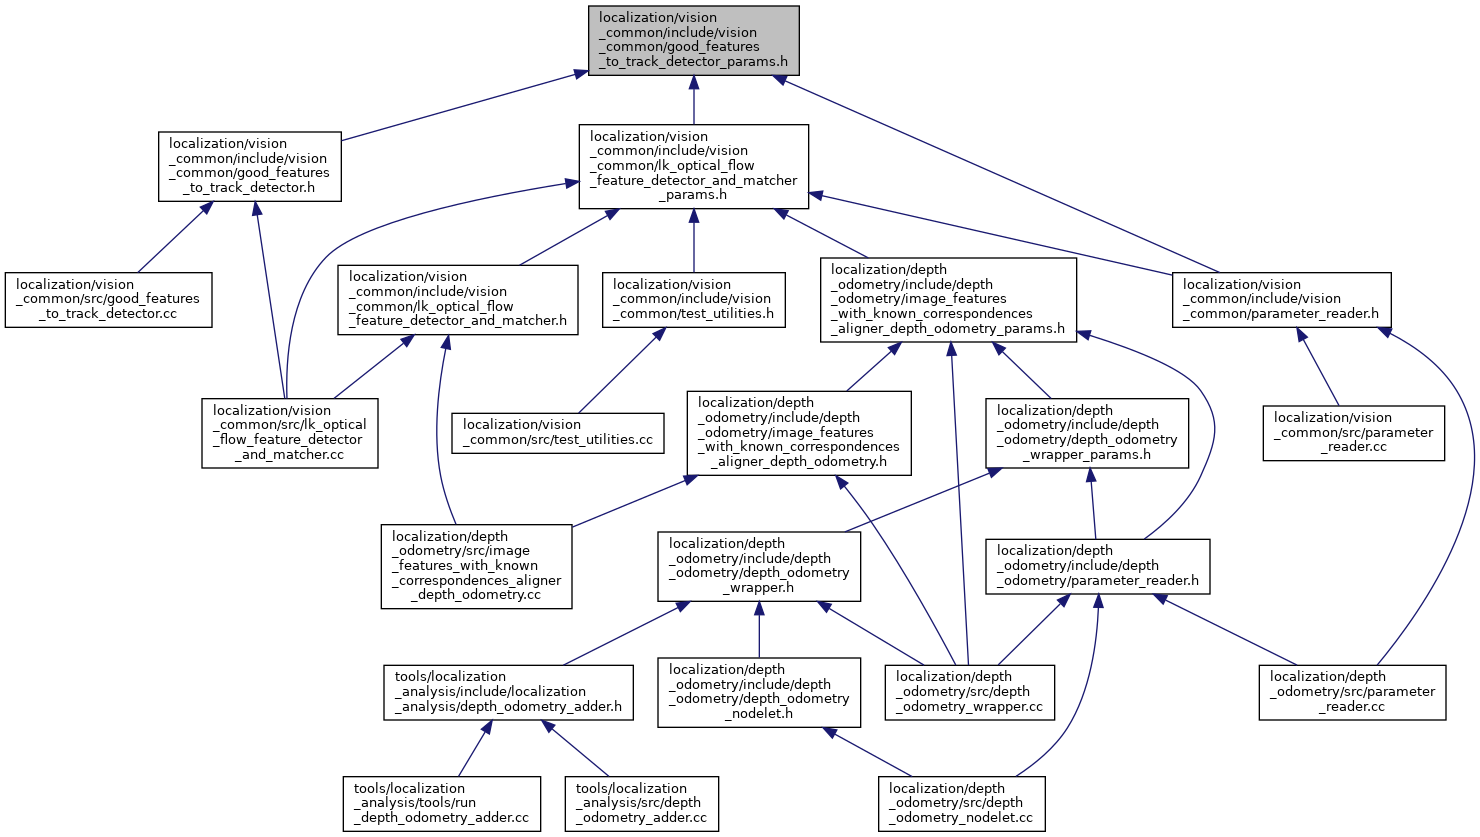 localization/vision
_common/include/vision
_common/good_features
_to_track_detector_params.h
localization/vision
_common/include/vision
_common/good_features
_to_track_detector.h
localization/vision
_common/include/vision
_common/lk_optical_flow
_feature_detector_and_matcher
_params.h
localization/vision
_common/src/good_features
_to_track_detector.cc
localization/vision
_common/include/vision
_common/lk_optical_flow
_feature_detector_and_matcher.h
localization/vision
_common/include/vision
_common/test_utilities.h
localization/depth
_odometry/include/depth
_odometry/image_features
_with_known_correspondences
_aligner_depth_odometry_params.h
localization/vision
_common/include/vision
_common/parameter_reader.h
localization/vision
_common/src/lk_optical
_flow_feature_detector
_and_matcher.cc
localization/vision
_common/src/test_utilities.cc
localization/depth
_odometry/include/depth
_odometry/image_features
_with_known_correspondences
_aligner_depth_odometry.h
localization/depth
_odometry/include/depth
_odometry/depth_odometry
_wrapper_params.h
localization/vision
_common/src/parameter
_reader.cc
localization/depth
_odometry/src/image
_features_with_known
_correspondences_aligner
_depth_odometry.cc
localization/depth
_odometry/include/depth
_odometry/depth_odometry
_wrapper.h
localization/depth
_odometry/include/depth
_odometry/parameter_reader.h
tools/localization
_analysis/include/localization
_analysis/depth_odometry_adder.h
localization/depth
_odometry/include/depth
_odometry/depth_odometry
_nodelet.h
localization/depth
_odometry/src/depth
_odometry_wrapper.cc
localization/depth
_odometry/src/parameter
_reader.cc
tools/localization
_analysis/tools/run
_depth_odometry_adder.cc
tools/localization
_analysis/src/depth
_odometry_adder.cc
localization/depth
_odometry/src/depth
_odometry_nodelet.cc